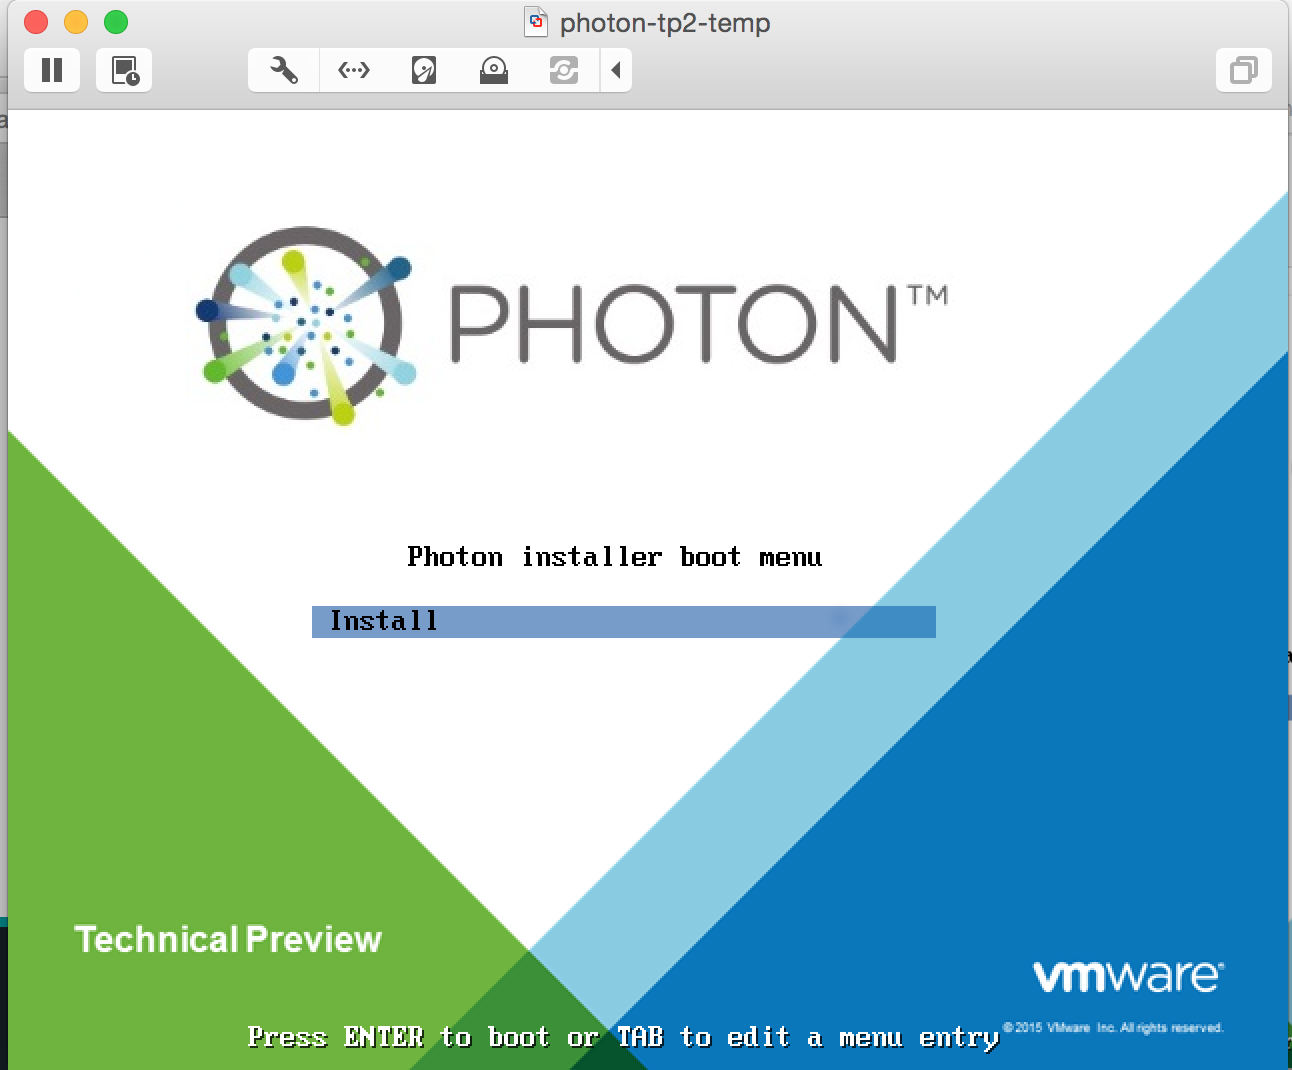 photon-tp2-temp
PHOTON™
Photon installer boot menu
Install
Technical Preview
vmware®
Press ENTER to boot or TAB to edit a menu entry
© 2015 VMware Inc. All rights reserved.